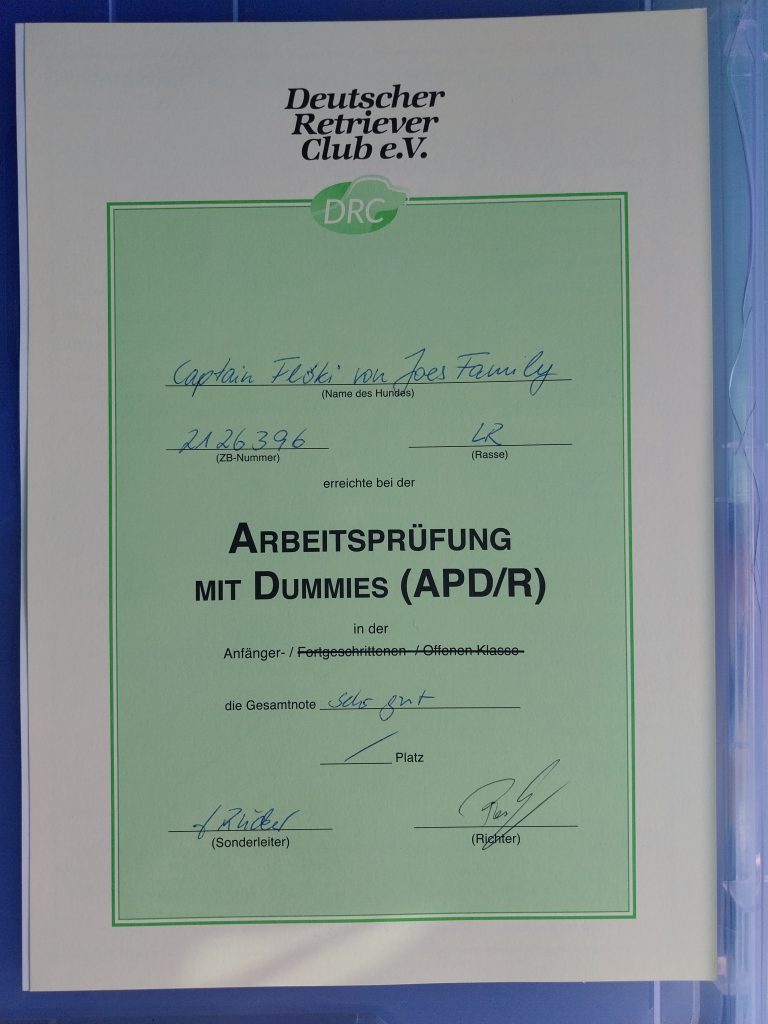 Deutscher
Retriever
Club e.V.
DRC
Captain Flóki von Joes Family
(Name des Hundes)
2126396 LR
(ZB-Nummer) (Rasse)
erreichte bei der
ARBEITSPRÜFUNG
MIT DUMMIES (APD/R)
in der
Anfänger- / Fortgeschrittenen- / Offenen Klasse
die Gesamtnote sehr gut
/ Platz
(Sonderleiter) (Richter)